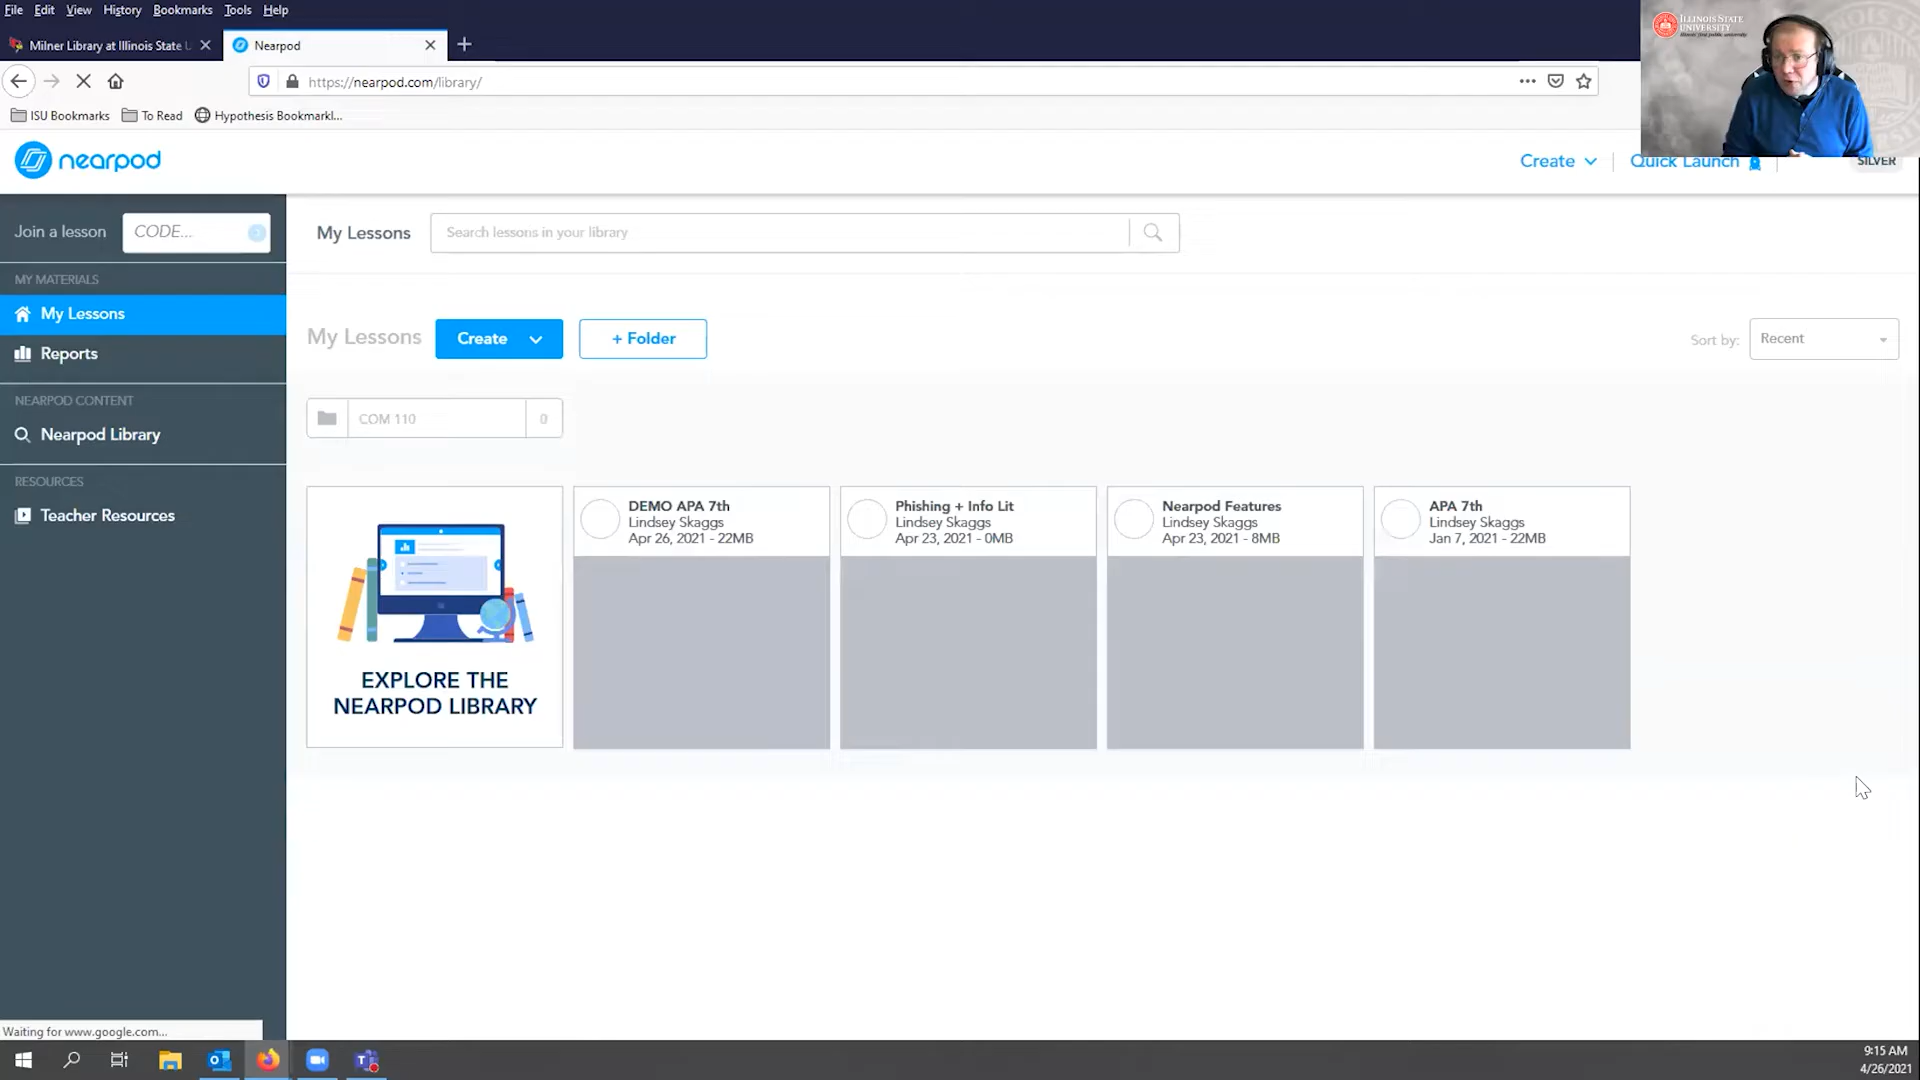 File Edit View History Bookmarks Tools Help
Milner Library at Illinois State U
Nearpod
https://nearpod.com/library/
ISU Bookmarks To Read Hypothesis Bookmarkl...
ILLINOIS STATE
UNIVERSITY
nearpod
Create Quick Launch SILVER
Join a lesson CODE...
My Lessons Search lessons in your library
MY MATERIALS
My Lessons
Reports
NEARPOD CONTENT
Nearpod Library
RESOURCES
Teacher Resources
My Lessons Create + Folder Sort by: Recent
COM 110 0
EXPLORE THE
NEARPOD LIBRARY
DEMO APA 7th
Lindsey Skaggs
Apr 26, 2021 - 22MB
Phishing + Info Lit
Lindsey Skaggs
Apr 23, 2021 - 0MB
Nearpod Features
Lindsey Skaggs
Apr 23, 2021 - 8MB
APA 7th
Lindsey Skaggs
Jan 7, 2021 - 22MB
Waiting for www.google.com...
9:15 AM
4/26/2021